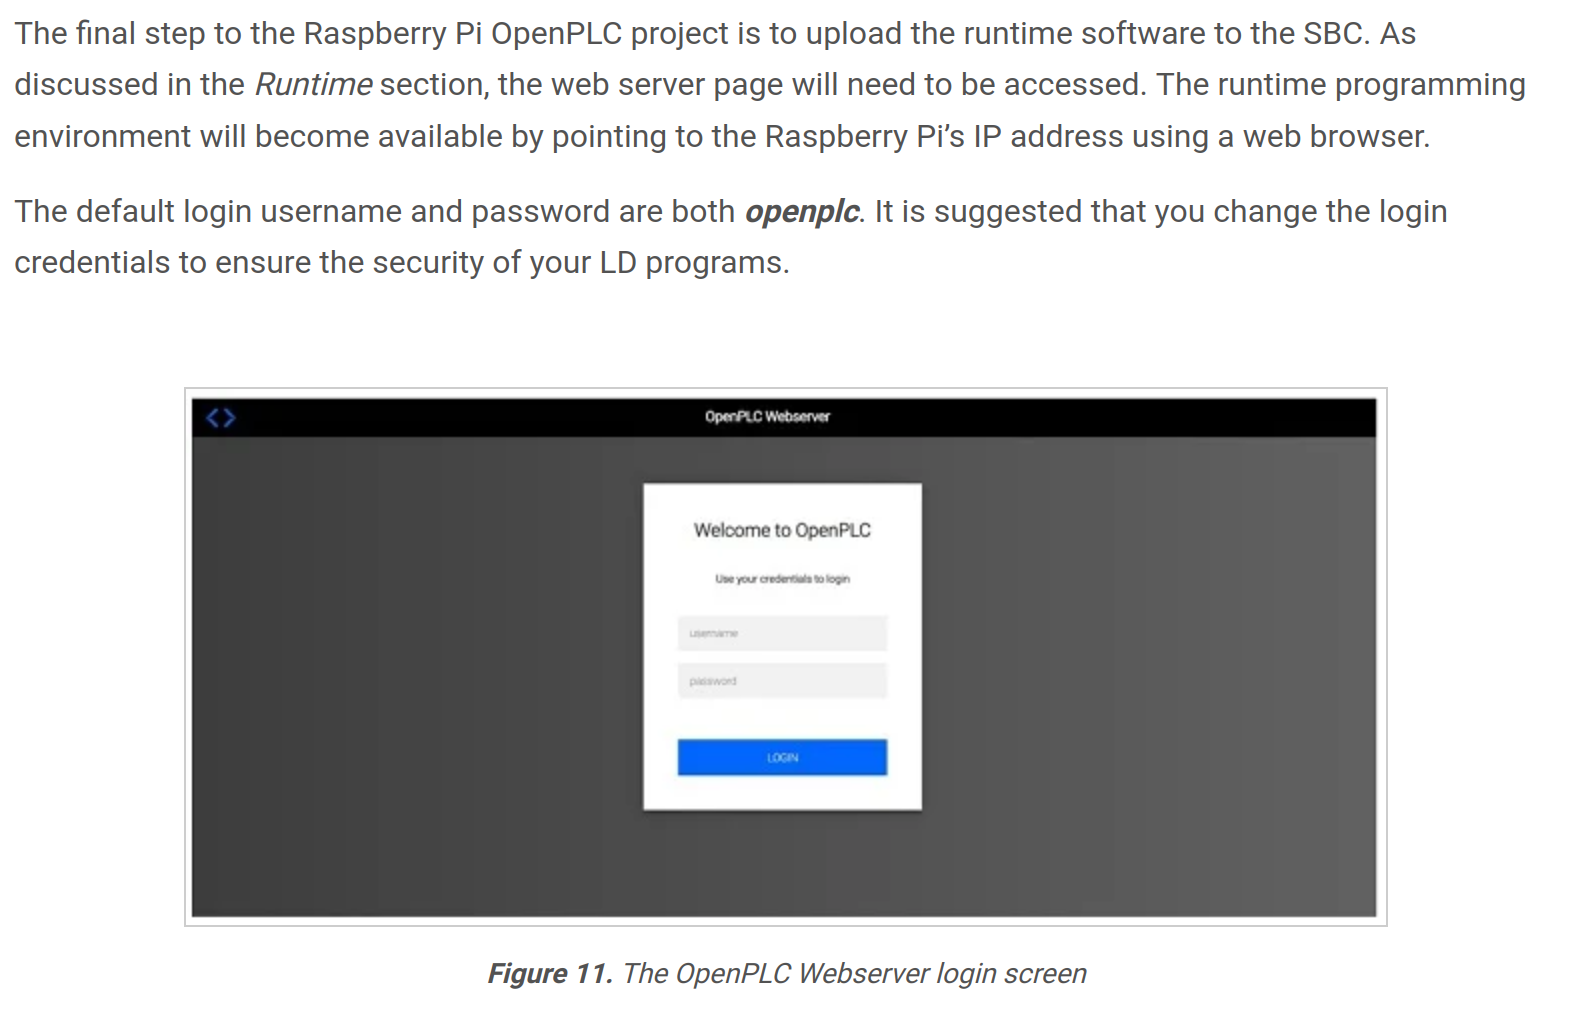 The final step to the Raspberry Pi OpenPLC project is to upload the runtime software to the SBC. As
discussed in the Runtime section, the web server page will need to be accessed. The runtime programming
environment will become available by pointing to the Raspberry Pi’s IP address using a web browser.
The default login username and password are both openplc. It is suggested that you change the login
credentials to ensure the security of your LD programs.
OpenPLC Webserver
Welcome to OpenPLC
Use your credentials to login
username
password
LOGIN
Figure 11. The OpenPLC Webserver login screen